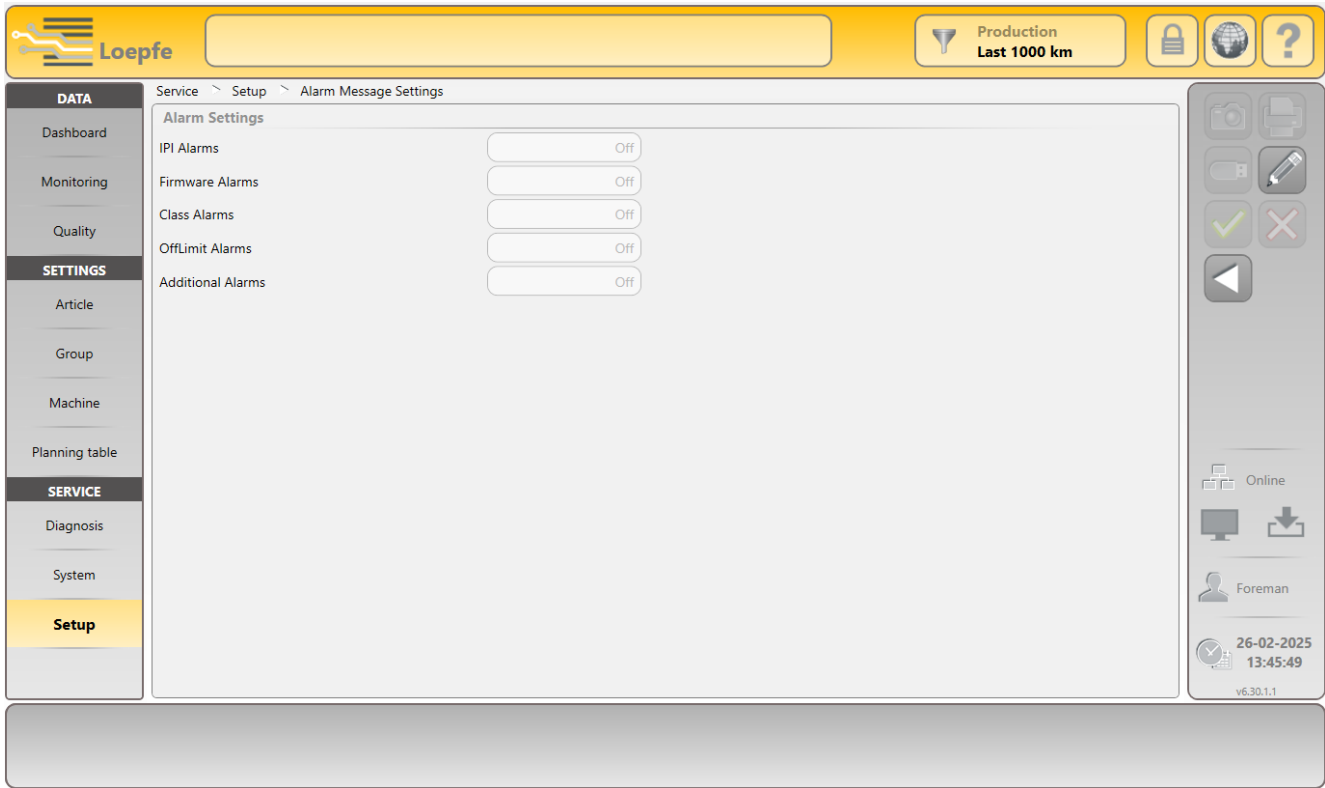 Loepfe
Production
Last 1000 km
?
DATA
Dashboard
Monitoring
Quality
SETTINGS
Article
Group
Machine
Planning table
SERVICE
Diagnosis
System
Setup
Service > Setup > Alarm Message Settings
Alarm Settings
IPI Alarms Off
Firmware Alarms Off
Class Alarms Off
OffLimit Alarms Off
Additional Alarms Off
Online
Foreman
26-02-2025
13:45:49
v6.30.1.1